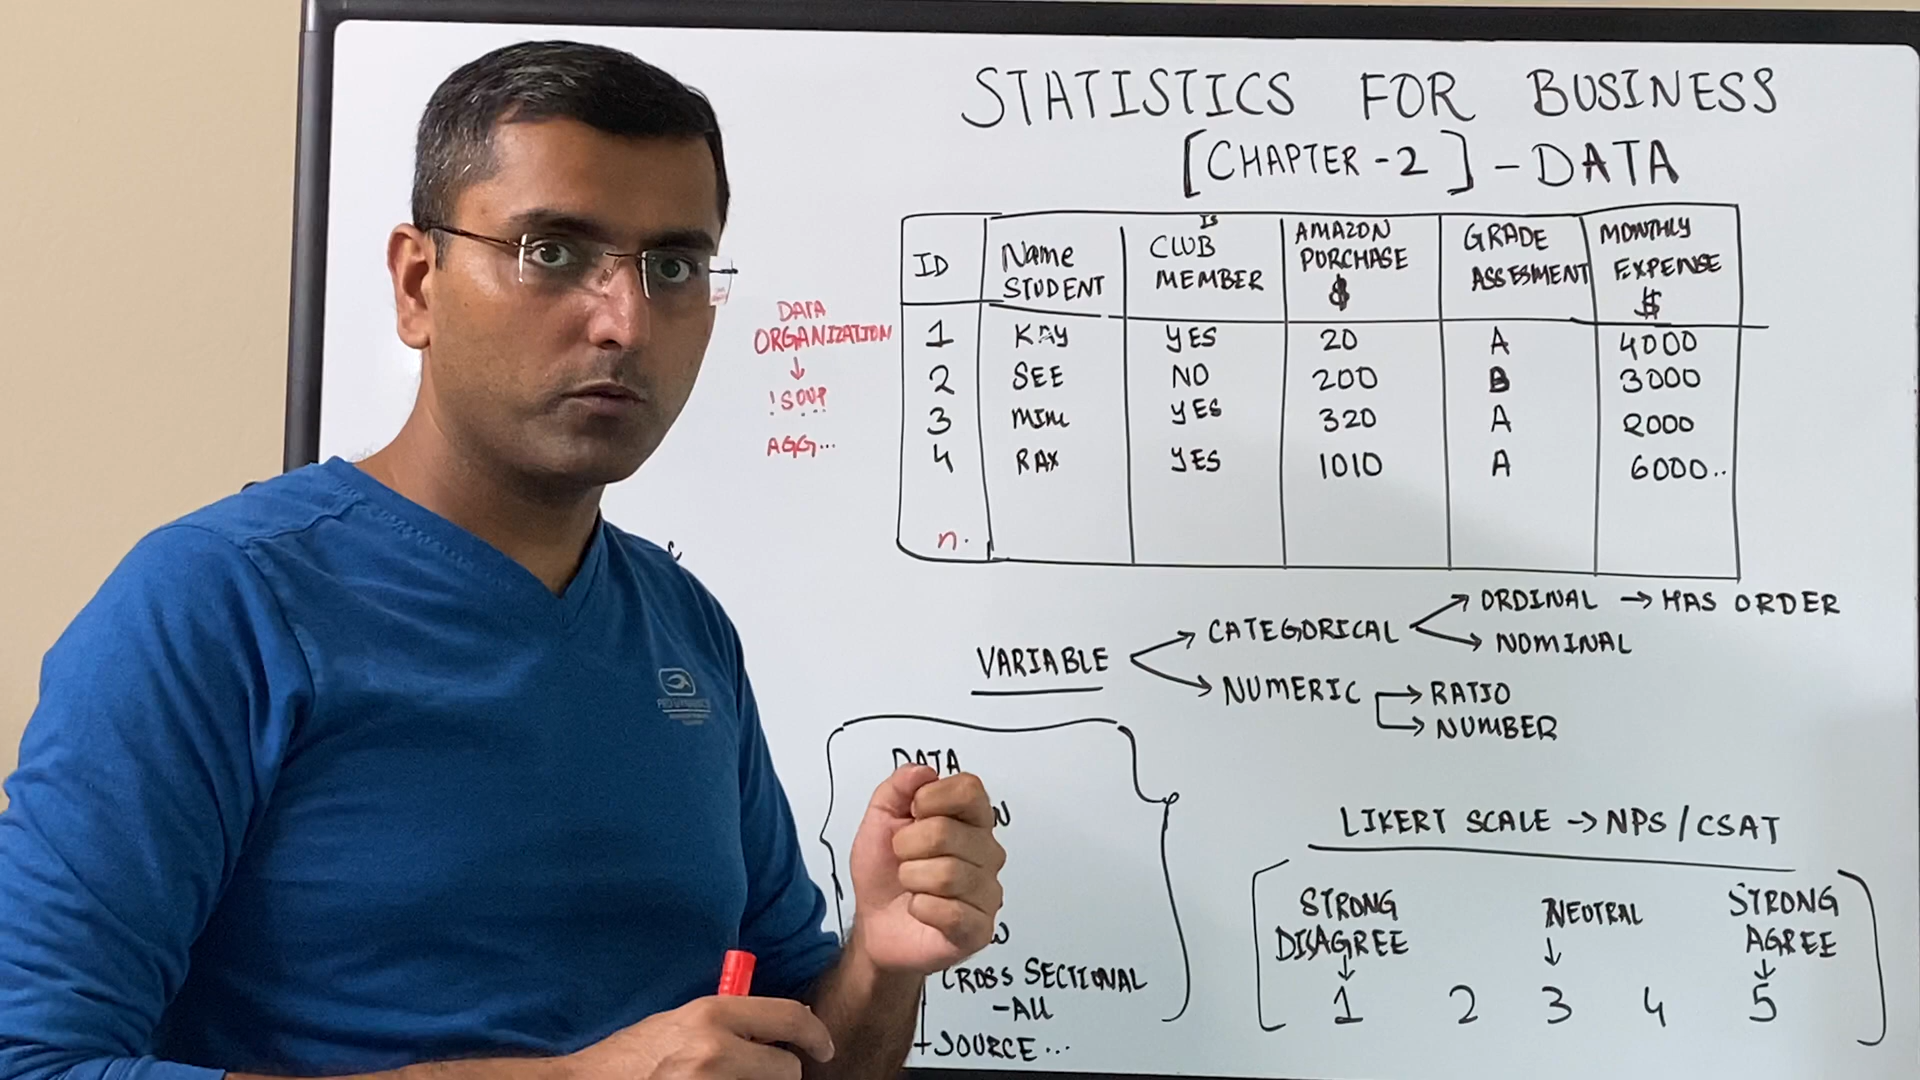 STATISTICS FOR BUSINESS
[CHAPTER-2] - DATA
ID
Name STUDENT
IS CLUB MEMBER
AMAZON PURCHASE $
GRADE ASSESMENT
MONTHLY EXPENSE $
1 KAY YES 20 A 4000
2 SEE NO 200 B 3000
3 MIM YES 320 A 2000
4 RAX YES 1010 A 6000..
n.
DATA
ORGANIZATION
↓
! SOUP
AGG...
VARIABLE
CATEGORICAL
ORDINAL → HAS ORDER
NOMINAL
NUMERIC
RATIO
NUMBER
DATA
CROSS SECTIONAL
- ALL
SOURCE...
LIKERT SCALE → NPS / CSAT
STRONG DISAGREE
NEUTRAL
STRONG AGREE
1 2 3 4 5